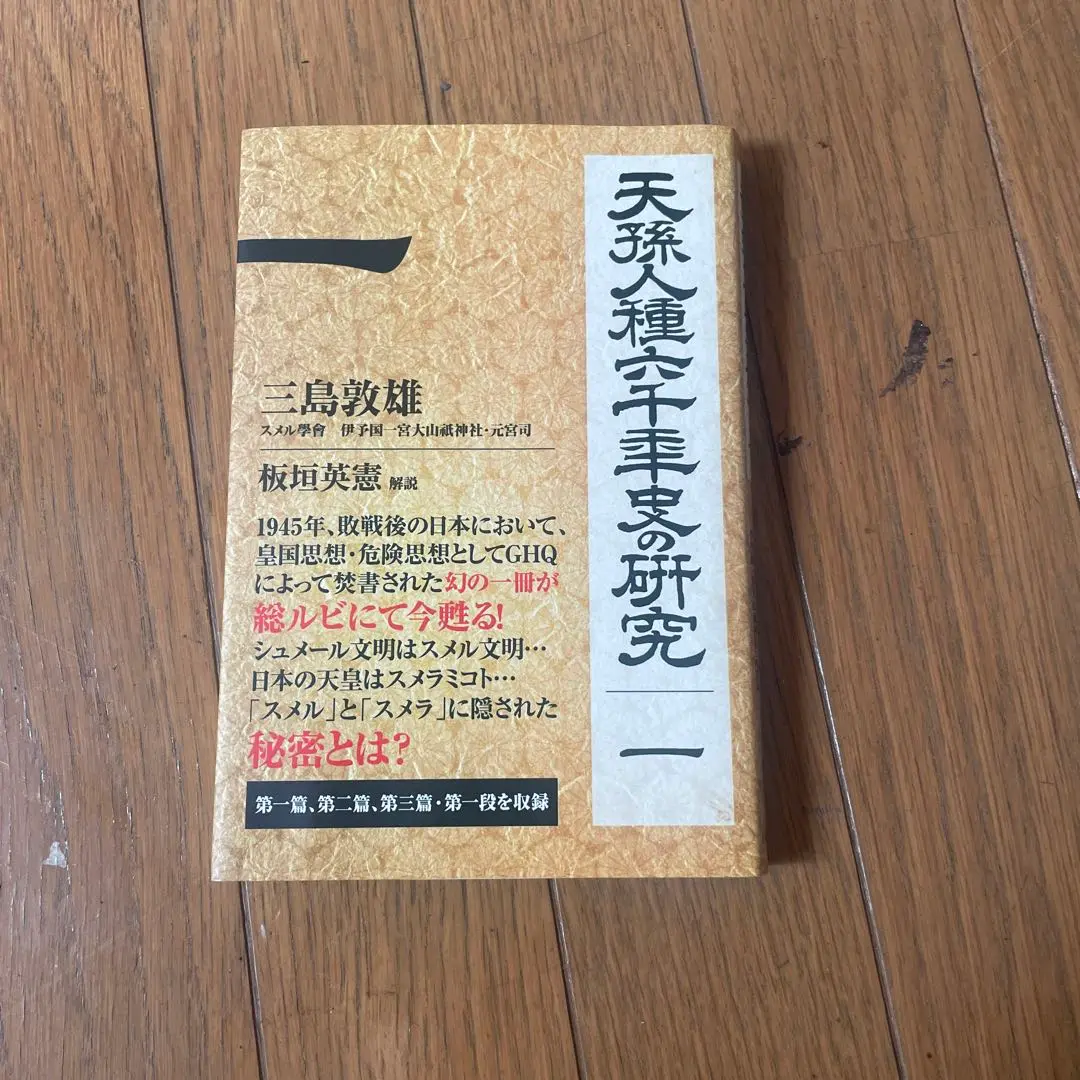 天孫人種六千年史の研究 一
一
三島敦雄
スメル學會 伊予国一宮大山祇神社・元宮司
板垣英憲 解説
1945年、敗戦後の日本において、
皇国思想・危険思想としてGHQ
によって焚書された幻の一冊が
総ルビにて今甦る!
シュメール文明はスメル文明…
日本の天皇はスメラミコト…
「スメル」と「スメラ」に隠された
秘密とは?
第一篇、第二篇、第三篇・第一段を収録